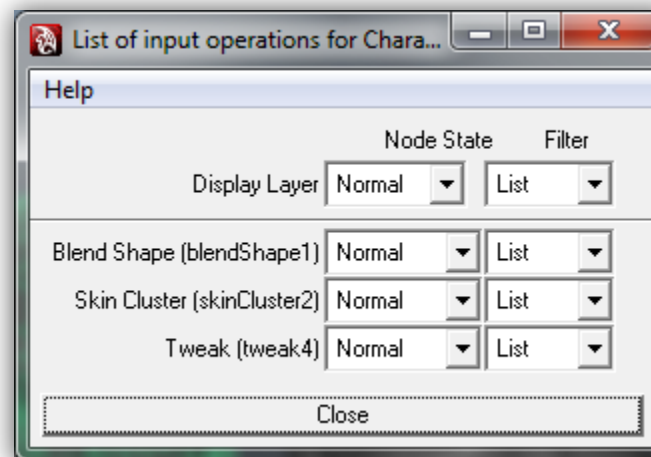 List of input operations for Chara...
Help
Node State Filter
Display Layer Normal List
Blend Shape (blendShape1) Normal List
Skin Cluster (skinCluster2) Normal List
Tweak (tweak4) Normal List
Close